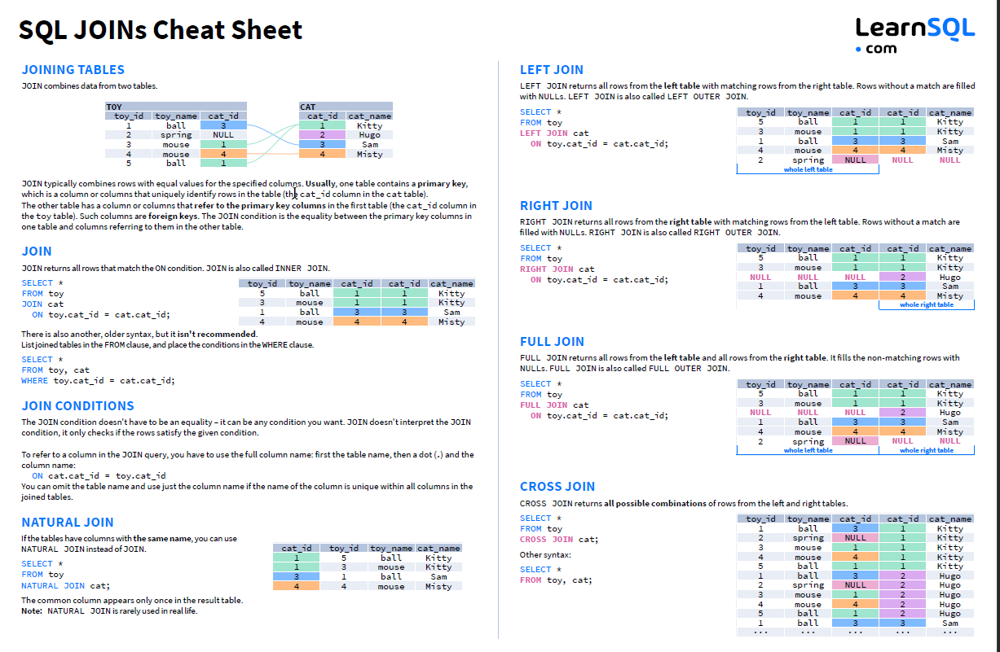 SQL JOINs Cheat Sheet
LearnSQL
• com
JOINING TABLES
JOIN combines data from two tables.
TOY
toy_id toy_name cat_id
1 ball 3
2 spring NULL
3 mouse 1
4 mouse 4
5 ball 1
CAT
cat_id cat_name
1 Kitty
2 Hugo
3 Sam
4 Misty
JOIN typically combines rows with equal values for the specified columns. Usually, one table contains a primary key,
which is a column or columns that uniquely identify rows in the table (the cat_id column in the cat table).
The other table has a column or columns that refer to the primary key columns in the first table (the cat_id column in
the toy table). Such columns are foreign keys. The JOIN condition is the equality between the primary key columns in
one table and columns referring to them in the other table.
JOIN
JOIN returns all rows that match the ON condition. JOIN is also called INNER JOIN.
SELECT *
FROM toy
JOIN cat
ON toy.cat_id = cat.cat_id;
toy_id toy_name cat_id cat_id cat_name
5 ball 1 1 Kitty
3 mouse 1 1 Kitty
1 ball 3 3 Sam
4 mouse 4 4 Misty
There is also another, older syntax, but it isn't recommended.
List joined tables in the FROM clause, and place the conditions in the WHERE clause.
SELECT *
FROM toy, cat
WHERE toy.cat_id = cat.cat_id;
JOIN CONDITIONS
The JOIN condition doesn't have to be an equality – it can be any condition you want. JOIN doesn't interpret the JOIN
condition, it only checks if the rows satisfy the given condition.
To refer to a column in the JOIN query, you have to use the full column name: first the table name, then a dot (.) and the
column name:
ON cat.cat_id = toy.cat_id
You can omit the table name and use just the column name if the name of the column is unique within all columns in the
joined tables.
NATURAL JOIN
If the tables have columns with the same name, you can use
NATURAL JOIN instead of JOIN.
SELECT *
FROM toy
NATURAL JOIN cat;
cat_id toy_id toy_name cat_name
1 5 ball Kitty
1 3 mouse Kitty
3 1 ball Sam
4 4 mouse Misty
The common column appears only once in the result table.
Note: NATURAL JOIN is rarely used in real life.
LEFT JOIN
LEFT JOIN returns all rows from the left table with matching rows from the right table. Rows without a match are filled
with NULLs. LEFT JOIN is also called LEFT OUTER JOIN.
SELECT *
FROM toy
LEFT JOIN cat
ON toy.cat_id = cat.cat_id;
toy_id toy_name cat_id cat_id cat_name
5 ball 1 1 Kitty
3 mouse 1 1 Kitty
1 ball 3 3 Sam
4 mouse 4 4 Misty
2 spring NULL NULL NULL
whole left table
RIGHT JOIN
RIGHT JOIN returns all rows from the right table with matching rows from the left table. Rows without a match are
filled with NULLs. RIGHT JOIN is also called RIGHT OUTER JOIN.
SELECT *
FROM toy
RIGHT JOIN cat
ON toy.cat_id = cat.cat_id;
toy_id toy_name cat_id cat_id cat_name
5 ball 1 1 Kitty
3 mouse 1 1 Kitty
NULL NULL NULL 2 Hugo
1 ball 3 3 Sam
4 mouse 4 4 Misty
whole right table
FULL JOIN
FULL JOIN returns all rows from the left table and all rows from the right table. It fills the non-matching rows with
NULLs. FULL JOIN is also called FULL OUTER JOIN.
SELECT *
FROM toy
FULL JOIN cat
ON toy.cat_id = cat.cat_id;
toy_id toy_name cat_id cat_id cat_name
5 ball 1 1 Kitty
3 mouse 1 1 Kitty
NULL NULL NULL 2 Hugo
1 ball 3 3 Sam
4 mouse 4 4 Misty
2 spring NULL NULL NULL
whole left table whole right table
CROSS JOIN
CROSS JOIN returns all possible combinations of rows from the left and right tables.
SELECT *
FROM toy
CROSS JOIN cat;
Other syntax:
SELECT *
FROM toy, cat;
toy_id toy_name cat_id cat_id cat_name
1 ball 3 1 Kitty
2 spring NULL 1 Kitty
3 mouse 1 1 Kitty
4 mouse 4 1 Kitty
5 ball 1 1 Kitty
1 ball 3 2 Hugo
2 spring NULL 2 Hugo
3 mouse 1 2 Hugo
4 mouse 4 2 Hugo
5 ball 1 2 Hugo
1 ball 3 3 Sam
··· ··· ··· ··· ···